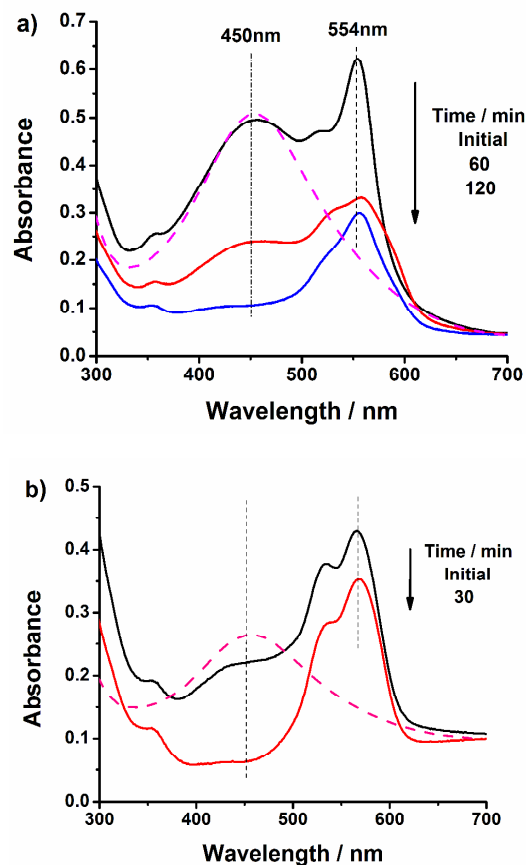 a)
450nm
554nm
0.7
0.6
0.5
0.4
0.3
0.2
0.1
0.0
Absorbance
Time / min
Initial
60
120
300 400 500 600 700
Wavelength / nm
b)
0.5
0.4
0.3
0.2
0.1
0.0
Absorbance
Time / min
Initial
30
300 400 500 600 700
Wavelength / nm